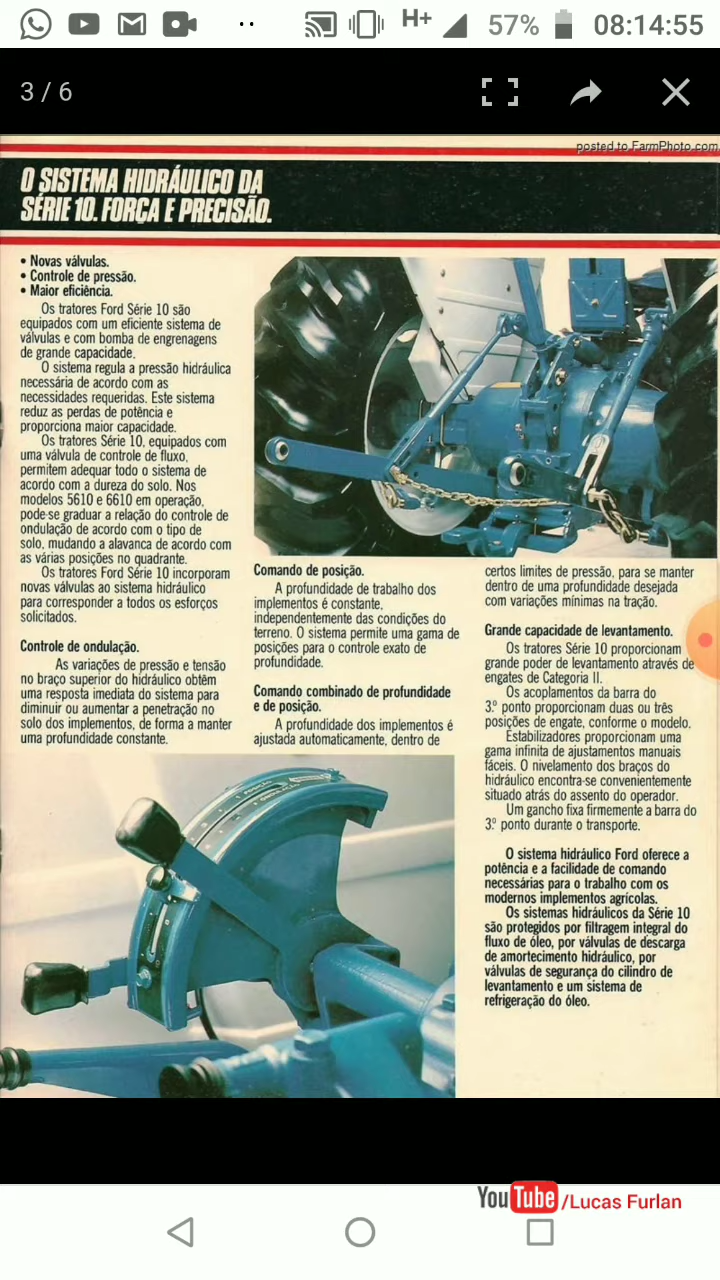 57% 08:14:55
H+
3 / 6
posted to FarmPhoto.com
O SISTEMA HIDRÁULICO DA
SÉRIE 10. FORÇA E PRECISÃO.
• Novas válvulas.
• Controle de pressão.
• Maior eficiência.
Os tratores Ford Série 10 são
equipados com um eficiente sistema de
válvulas e com bomba de engrenagens
de grande capacidade.
O sistema regula a pressão hidráulica
necessária de acordo com as
necessidades requeridas. Este sistema
reduz as perdas de potência e
proporciona maior capacidade.
Os tratores Série 10, equipados com
uma válvula de controle de fluxo,
permitem adequar todo o sistema de
acordo com a dureza do solo. Nos
modelos 5610 e 6610 em operação,
pode-se graduar a relação do controle de
ondulação de acordo com o tipo de
solo, mudando a alavanca de acordo com
as várias posições no quadrante.
Os tratores Ford Série 10 incorporam
novas válvulas ao sistema hidráulico
para corresponder a todos os esforços
solicitados.
Controle de ondulação.
As variações de pressão e tensão
no braço superior do hidráulico obtêm
uma resposta imediata do sistema para
diminuir ou aumentar a penetração no
solo dos implementos, de forma a manter
uma profundidade constante.
Comando de posição.
A profundidade de trabalho dos
implementos é constante,
independentemente das condições do
terreno. O sistema permite uma gama de
posições para o controle exato de
profundidade.
Comando combinado de profundidade
e de posição.
A profundidade dos implementos é
ajustada automaticamente, dentro de
certos limites de pressão, para se manter
dentro de uma profundidade desejada
com variações mínimas na tração.
Grande capacidade de levantamento.
Os tratores Série 10 proporcionam
grande poder de levantamento através de
engates de Categoria II.
Os acoplamentos da barra do
3.º ponto proporcionam duas ou três
posições de engate, conforme o modelo.
Estabilizadores proporcionam uma
gama infinita de ajustamentos manuais
fáceis. O nivelamento dos braços do
hidráulico encontra-se convenientemente
situado atrás do assento do operador.
Um gancho fixa firmemente a barra do
3.º ponto durante o transporte.
O sistema hidráulico Ford oferece a
potência e a facilidade de comando
necessárias para o trabalho com os
modernos implementos agrícolas.
Os sistemas hidráulicos da Série 10
são protegidos por filtragem integral do
fluxo de óleo, por válvulas de descarga
de amortecimento hidráulico, por
válvulas de segurança do cilindro de
levantamento e um sistema de
refrigeração do óleo.
POSIÇÃO
ONDULAÇÃO
YouTube /Lucas Furlan